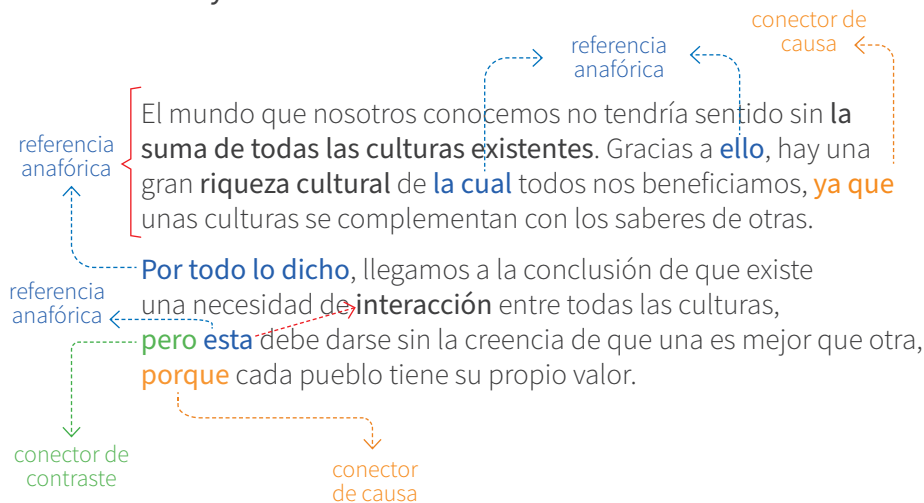 conector de
causa
referencia
anafórica
El mundo que nosotros conocemos no tendría sentido sin la
referencia
anafórica
suma de todas las culturas existentes. Gracias a ello, hay una
gran riqueza cultural de la cual todos nos beneficiamos, ya que
unas culturas se complementan con los saberes de otras.
Por todo lo dicho, llegamos a la conclusión de que existe
referencia
anafórica
una necesidad de interacción entre todas las culturas,
pero esta debe darse sin la creencia de que una es mejor que otra,
porque cada pueblo tiene su propio valor.
conector de
contraste
conector
de causa